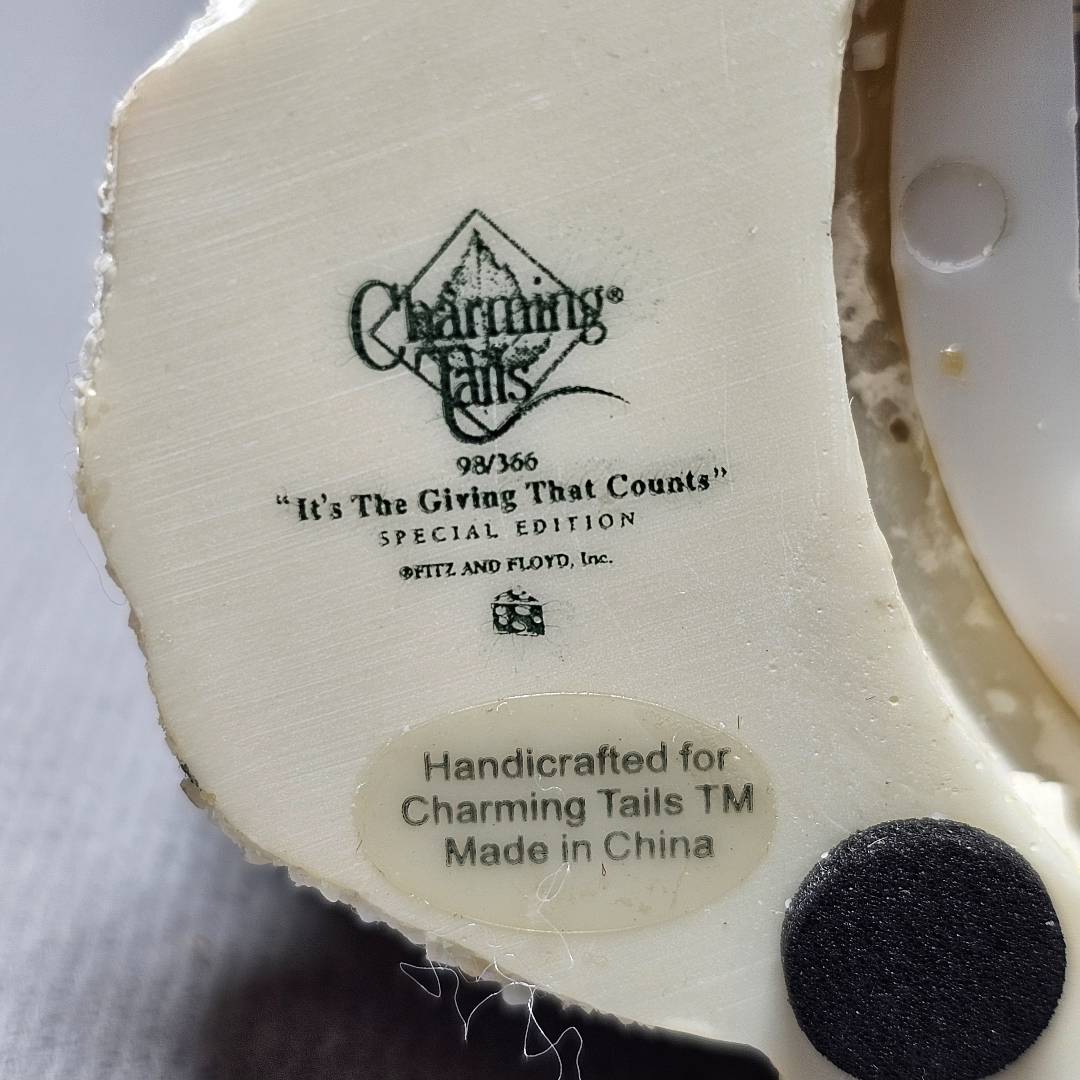 Charming®
Tails
98/366
“It's The Giving That Counts”
SPECIAL EDITION
®FITZ AND FLOYD, Inc.
Handicrafted for
Charming Tails TM
Made in China